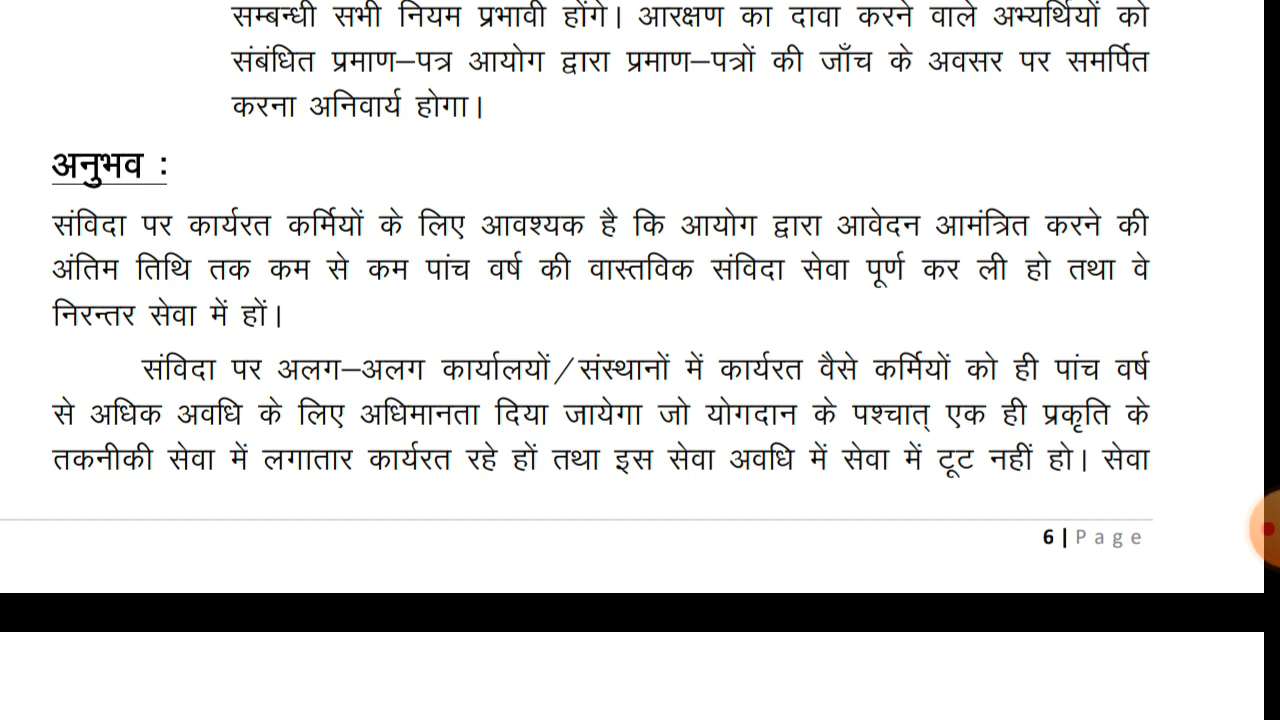 सम्बन्धी सभी नियम प्रभावी होंगे। आरक्षण का दावा करने वाले अभ्यर्थियों को
संबंधित प्रमाण–पत्र आयोग द्वारा प्रमाण–पत्रों की जाँच के अवसर पर समर्पित
करना अनिवार्य होगा।
अनुभव :
संविदा पर कार्यरत कर्मियों के लिए आवश्यक है कि आयोग द्वारा आवेदन आमंत्रित करने की
अंतिम तिथि तक कम से कम पांच वर्ष की वास्तविक संविदा सेवा पूर्ण कर ली हो तथा वे
निरन्तर सेवा में हों।
संविदा पर अलग–अलग कार्यालयों/संस्थानों में कार्यरत वैसे कर्मियों को ही पांच वर्ष
से अधिक अवधि के लिए अधिमानता दिया जायेगा जो योगदान के पश्चात् एक ही प्रकृति के
तकनीकी सेवा में लगातार कार्यरत रहे हों तथा इस सेवा अवधि में सेवा में टूट नहीं हो। सेवा
6 | Page